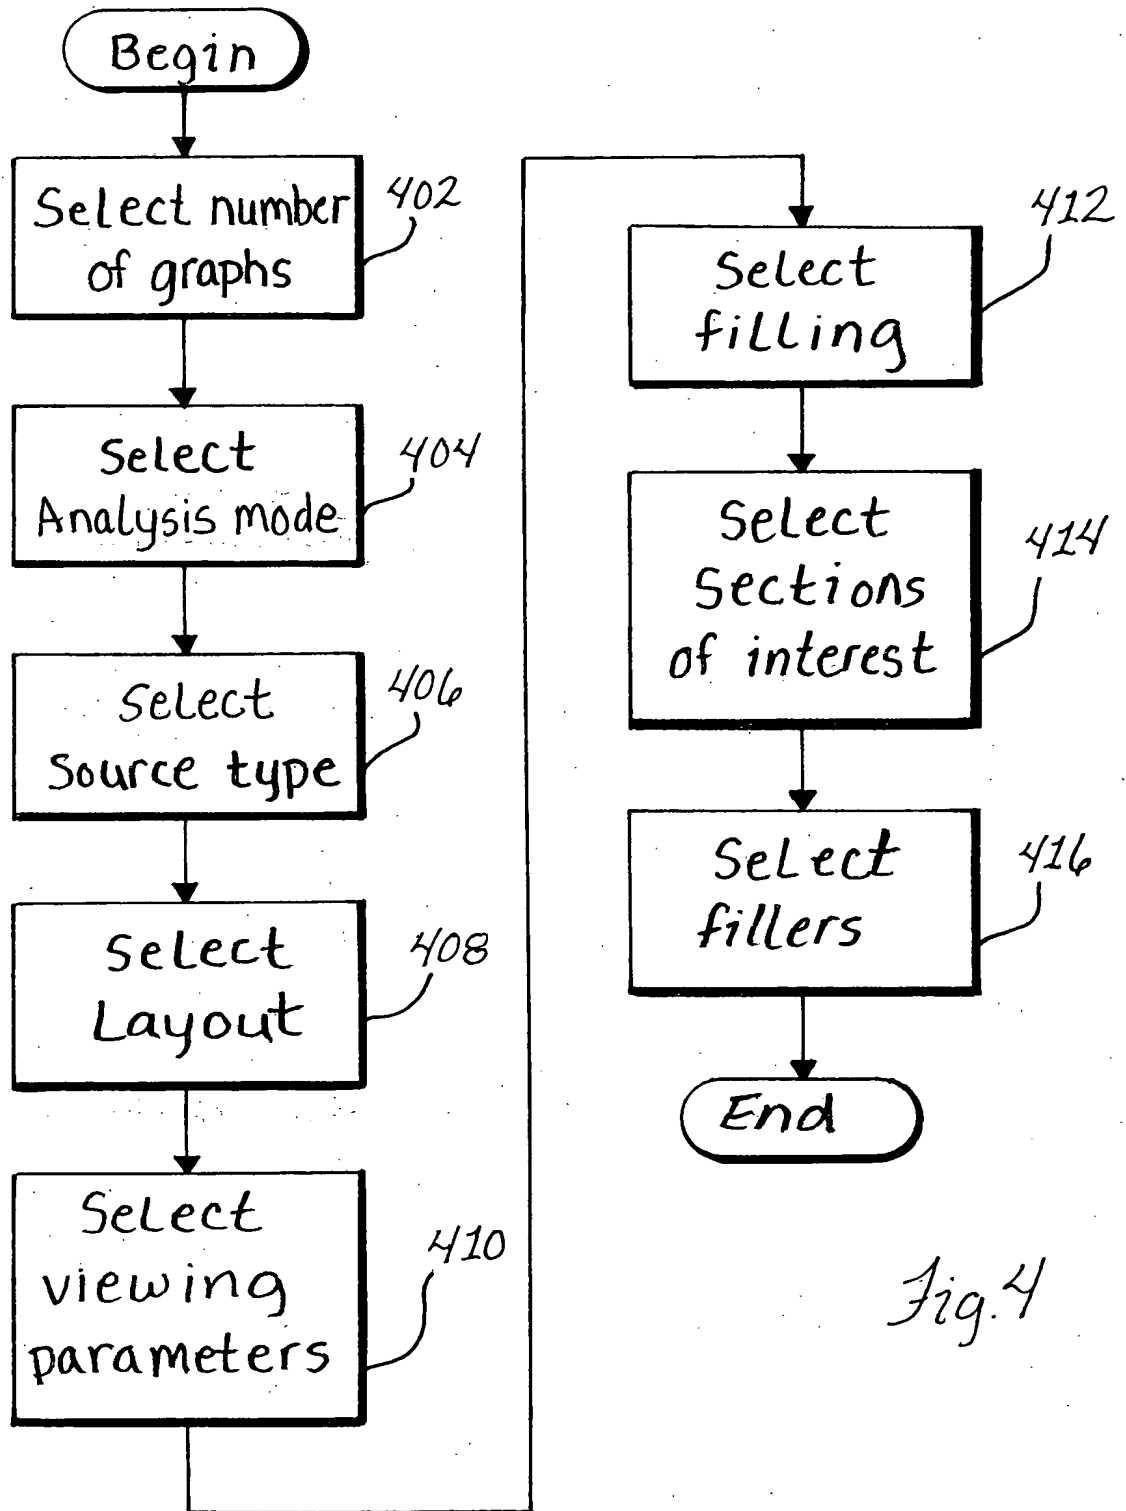 Begin
Select number
of graphs
402
Select
Analysis mode
404
Select
Source type
406
Select
Layout
408
Select
viewing
parameters
410
Select
filling
412
Select
Sections
of interest
414
Select
fillers
416
End
Fig. 4